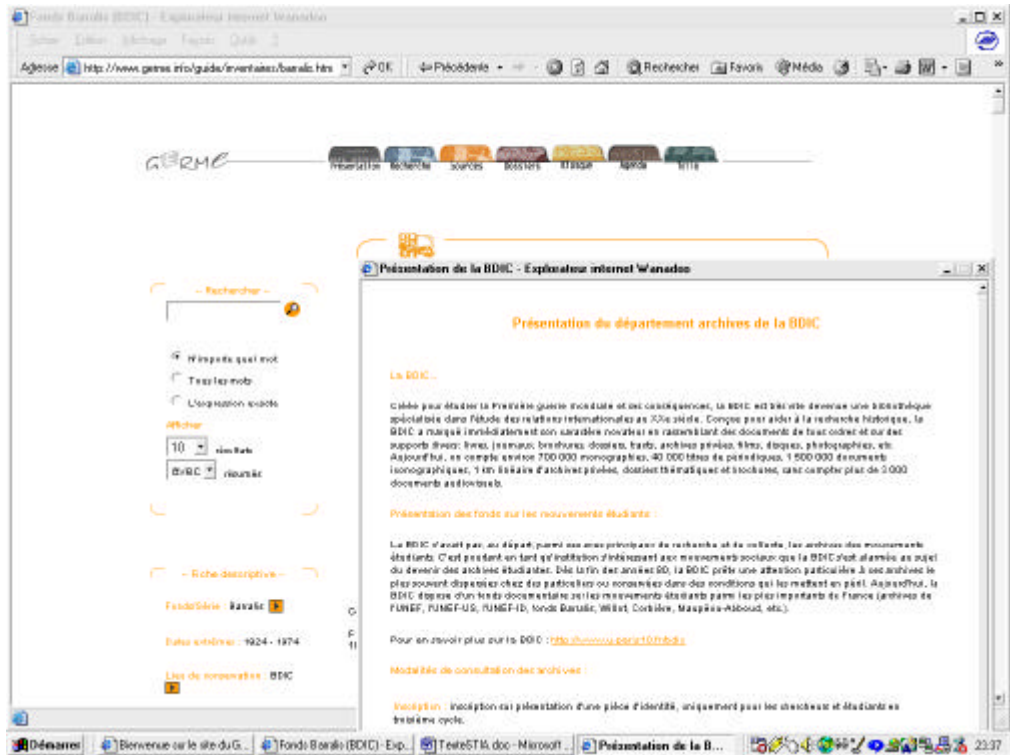 Fonds Baralis (BDIC) - Explorateur internet Wanadoo
Fichier Edition Affichage Favoris Outils ?
Adresse http://www.germe.info/guide/inventaires/baralis.htm OK Précédente Rechercher Favoris Média
GERME
Présentation Recherche Sources Dossiers Kiosque Agenda
Présentation de la BDIC - Explorateur internet Wanadoo
-- Rechercher --
N'importe quel mot
Tous les mots
L'expression exacte
Afficher
10 résultats
avec résumés
-- Fiche descriptive --
Fonds/Série : Baralis
Dates extrêmes : 1924 - 1974
Lieu de conservation : BDIC
Présentation du département archives de la BDIC
La BDIC...
Créée pour étudier la Première guerre mondiale et ses conséquences, la BDIC est très vite devenue une bibliothèque
spécialisée dans l'étude des relations internationales au XXe siècle. Conçue pour aider à la recherche historique, la
BDIC a marqué immédiatement son caractère novateur en rassemblant des documents de tous ordres et sur des
supports divers: livres, journaux, brochures, dossiers, tracts, archives privées, films, disques, photographies, etc.
Aujourd'hui, on compte environ 700 000 monographies, 40 000 titres de périodiques, 1 500 000 documents
iconographiques, 1 km linéaire d'archives privées, dossiers thématiques et brochures, sans compter plus de 3 000
documents audiovisuels.
Présentation des fonds sur les mouvements étudiants :
La BDIC n'avait pas, au départ, parmi ses axes principaux de recherche et de collecte, les archives des mouvements
étudiants. C'est pourtant en tant qu'institution s'intéressant aux mouvements sociaux que la BDIC s'est alarmée au sujet
du devenir des archives étudiantes. Dès la fin des années 80, la BDIC prête une attention particulière à ses archives le
plus souvent dispersées chez des particuliers ou conservées dans des conditions qui les mettent en péril. Aujourd'hui, la
BDIC dispose d'un fonds documentaire sur les mouvements étudiants parmi les plus importants de France (archives de
l'UNEF, l'UNEF-US, l'UNEF-ID, fonds Baralis, Willot, Corbière, Maupéou-Abboud, etc.).
Pour en savoir plus sur la BDIC : http://www.u-paris10.fr/bdic
Modalités de consultation des archives :
Inscription : inscription sur présentation d'une pièce d'identité, uniquement pour les chercheurs et étudiants en
troisième cycle.
Démarrer Bienvenue sur le site du G... Fonds Baralis (BDIC) - Exp... TexteSTIA.doc - Microsoft ... Présentation de la B... 23:37